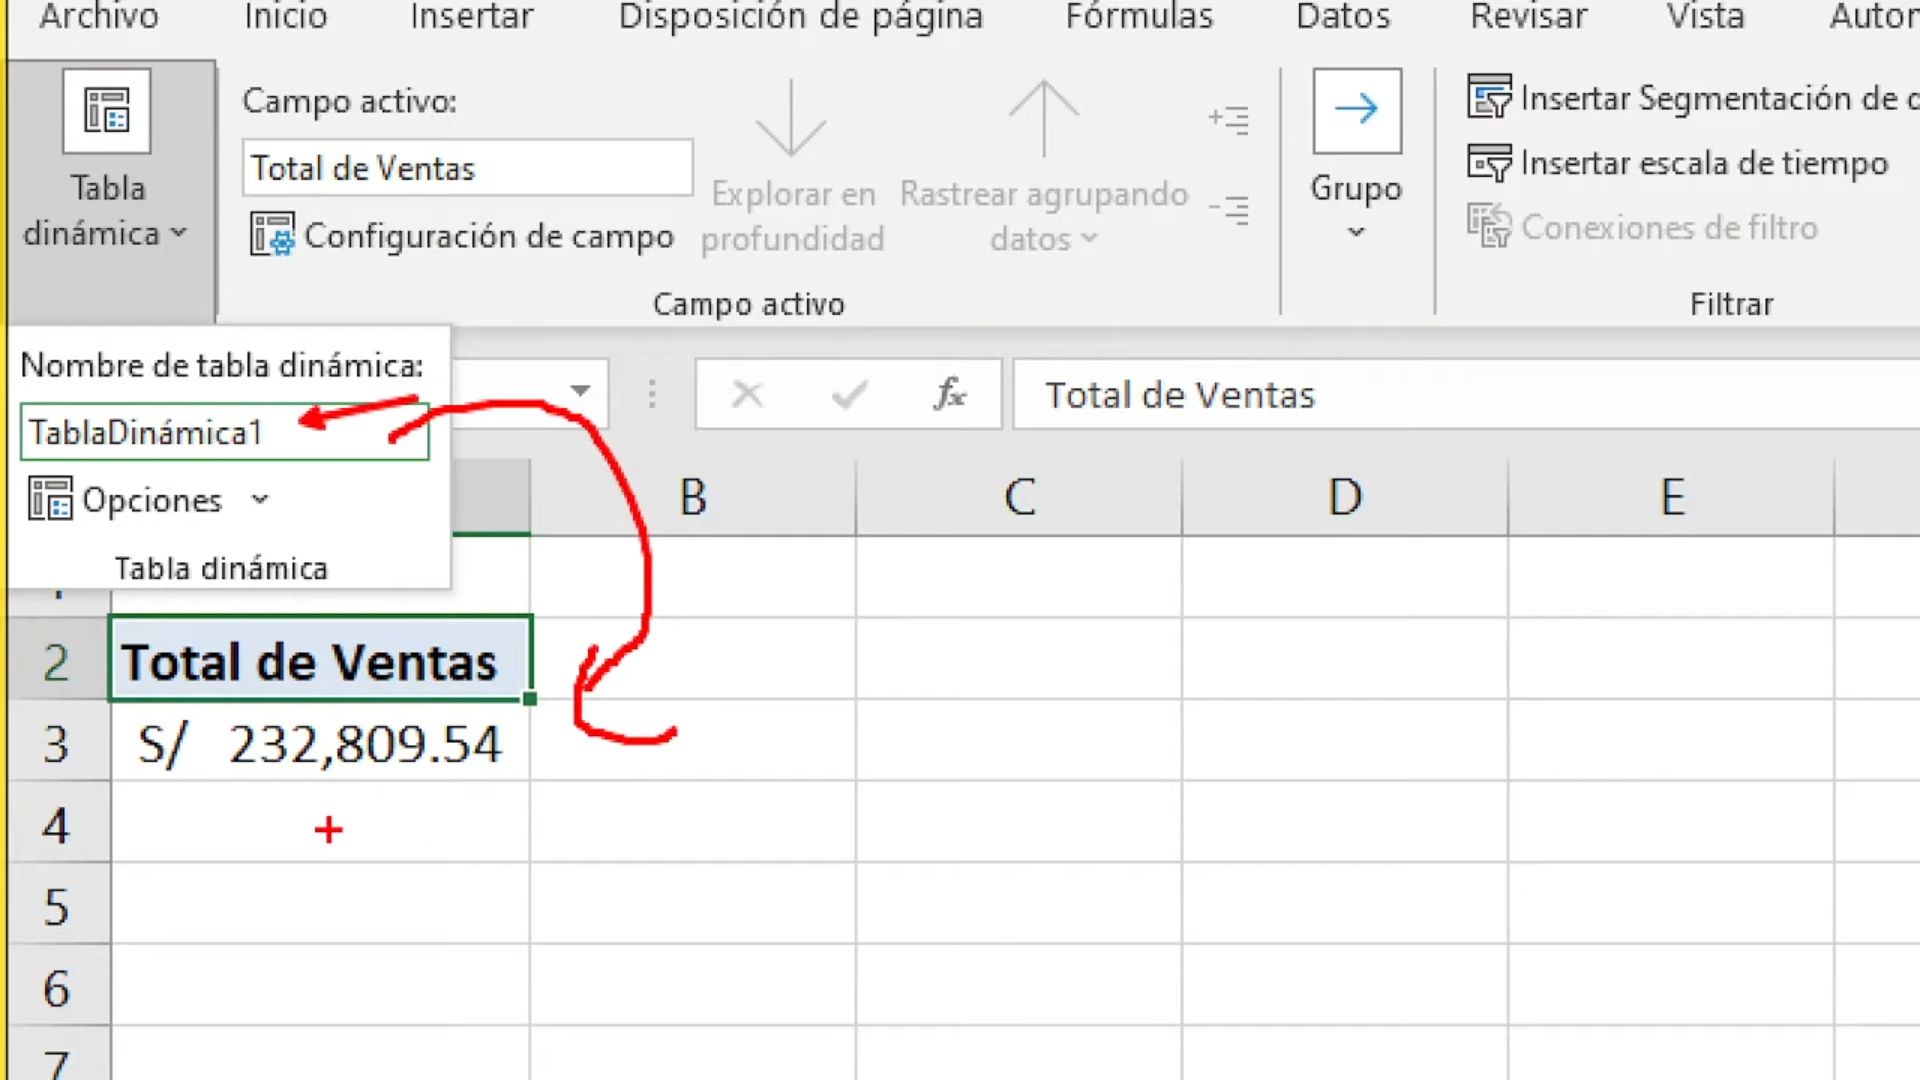 Archivo Inicio Insertar Disposición de página Fórmulas Datos Revisar Vista
Tabla dinámica
Campo activo:
Total de Ventas
Configuración de campo
Explorar en profundidad
Rastrear agrupando datos
Campo activo
Grupo
Insertar Segmentación de
Insertar escala de tiempo
Conexiones de filtro
Filtrar
Nombre de tabla dinámica:
TablaDinámica1
Opciones
Tabla dinámica
fx Total de Ventas
B C D E
2 Total de Ventas
3 S/ 232,809.54
4
5
6
7